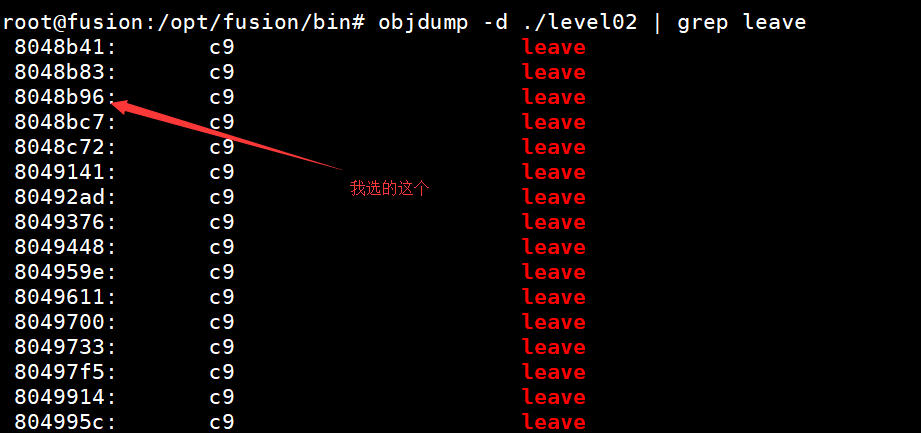 root@fusion:/opt/fusion/bin# objdump -d ./level02 | grep leave
8048b41: c9 leave
8048b83: c9 leave
8048b96: c9 leave
8048bc7: c9 leave
8048c72: c9 leave
8049141: c9 leave
我选的这个
80492ad: c9 leave
8049376: c9 leave
8049448: c9 leave
804959e: c9 leave
8049611: c9 leave
8049700: c9 leave
8049733: c9 leave
80497f5: c9 leave
8049914: c9 leave
804995c: c9 leave